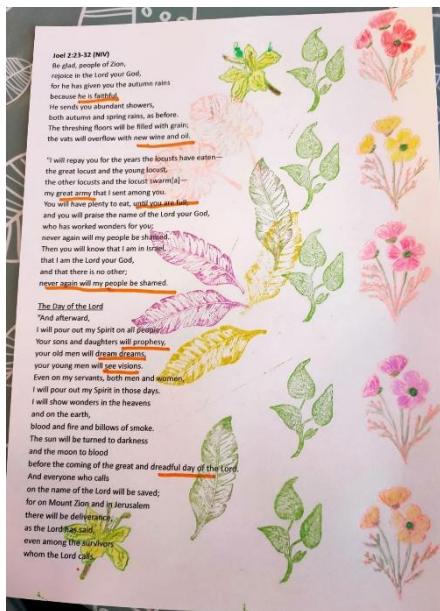 Joel 2:23-32 (NIV)
Be glad, people of Zion,
rejoice in the Lord your God,
for he has given you the autumn rains
because he is faithful.
He sends you abundant showers,
both autumn and spring rains, as before.
The threshing floors will be filled with grain;
the vats will overflow with new wine and oil.
"I will repay you for the years the locusts have eaten—
the great locust and the young locust,
the other locusts and the locust swarm[a]—
my great army that I sent among you.
You will have plenty to eat, until you are full,
and you will praise the name of the Lord your God,
who has worked wonders for you;
never again will my people be shamed.
Then you will know that I am in Israel,
that I am the Lord your God,
and that there is no other;
never again will my people be shamed.
The Day of the Lord
"And afterward,
I will pour out my Spirit on all people.
Your sons and daughters will prophesy,
your old men will dream dreams,
your young men will see visions.
Even on my servants, both men and women,
I will pour out my Spirit in those days.
I will show wonders in the heavens
and on the earth,
blood and fire and billows of smoke.
The sun will be turned to darkness
and the moon to blood
before the coming of the great and dreadful day of the Lord.
And everyone who calls
on the name of the Lord will be saved;
for on Mount Zion and in Jerusalem
there will be deliverance,
as the Lord has said,
even among the survivors
whom the Lord calls.